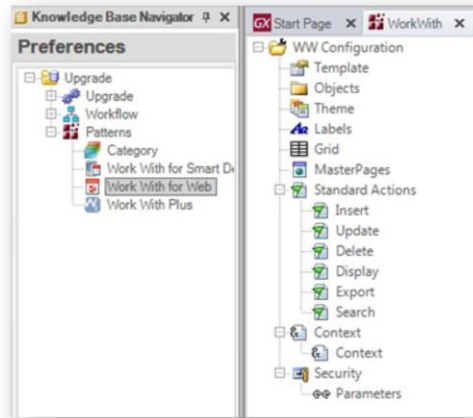 Knowledge Base Navigator
Preferences
Upgrade
Upgrade
Workflow
Patterns
Category
Work With for Smart De
Work With for Web
Work With Plus
GX Start Page
WorkWith
WW Configuration
Template
Objects
Theme
Aa Labels
Grid
MasterPages
Standard Actions
Insert
Update
Delete
Display
Export
Search
Context
Context
Security
Parameters